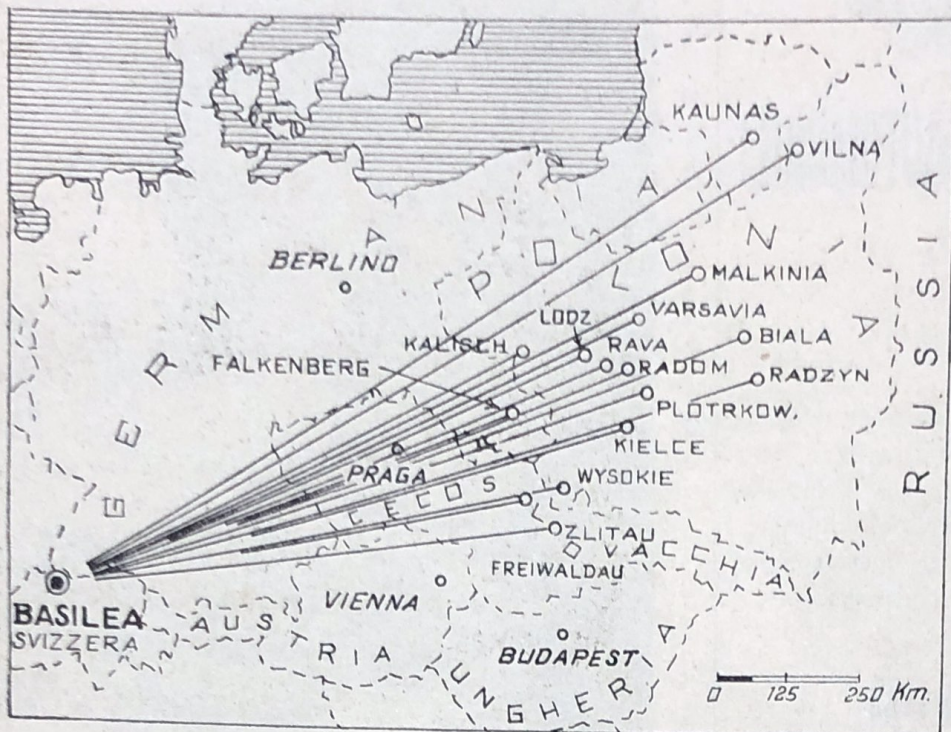 KAUNAS
VILNA
POLONIA
RUSSIA
BERLINO
MALKINIA
LODZ
VARSAVIA
BIALA
KALISCH
RAVA
FALKENBERG
RADOM
RADZYN
PLOTRKOW.
KIELCE
GERMANIA
PRAGA
WYSOKIE
CECOSLOVACCHIA
ZLITAU
FREIWALDAU
BASILEA
SVIZZERA
AUSTRIA
VIENNA
BUDAPEST
UNGHERIA
0 125 250 Km.